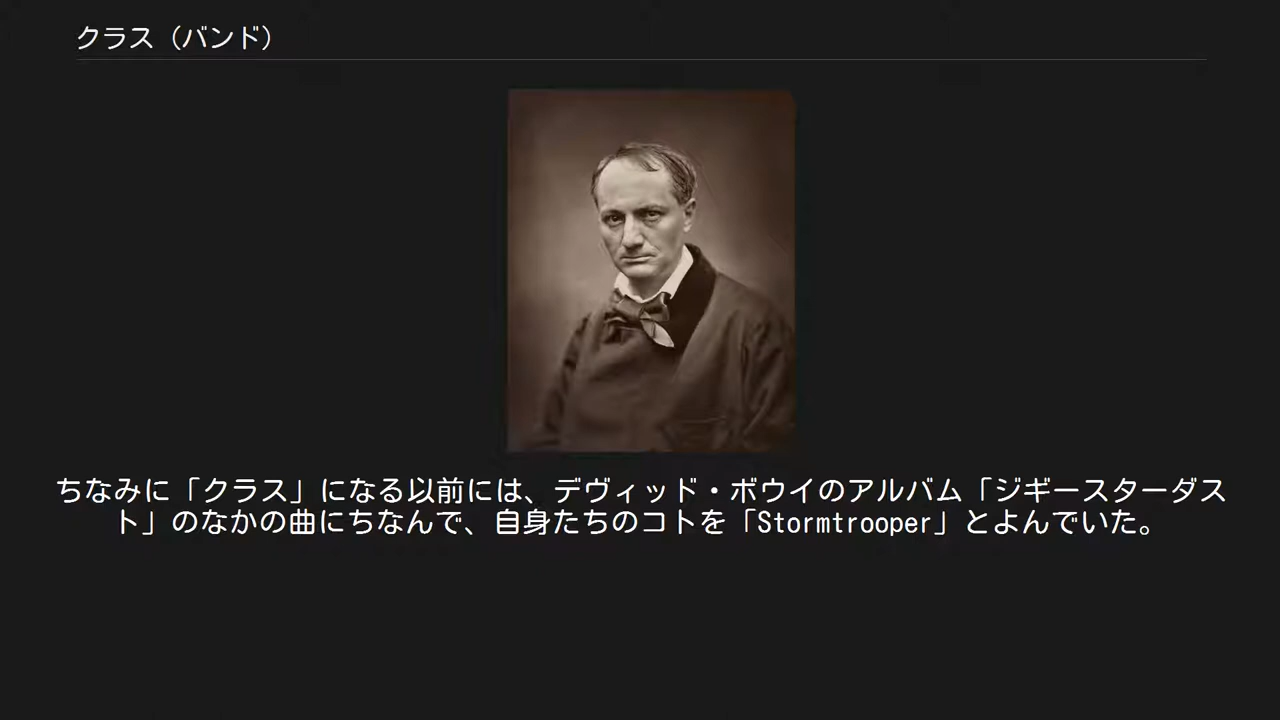 クラス（バンド）
ちなみに「クラス」になる以前には、デヴィッド・ボウイのアルバム「ジギースターダス
ト」のなかの曲にちなんで、自身たちのコトを「Stormtrooper」とよんでいた。